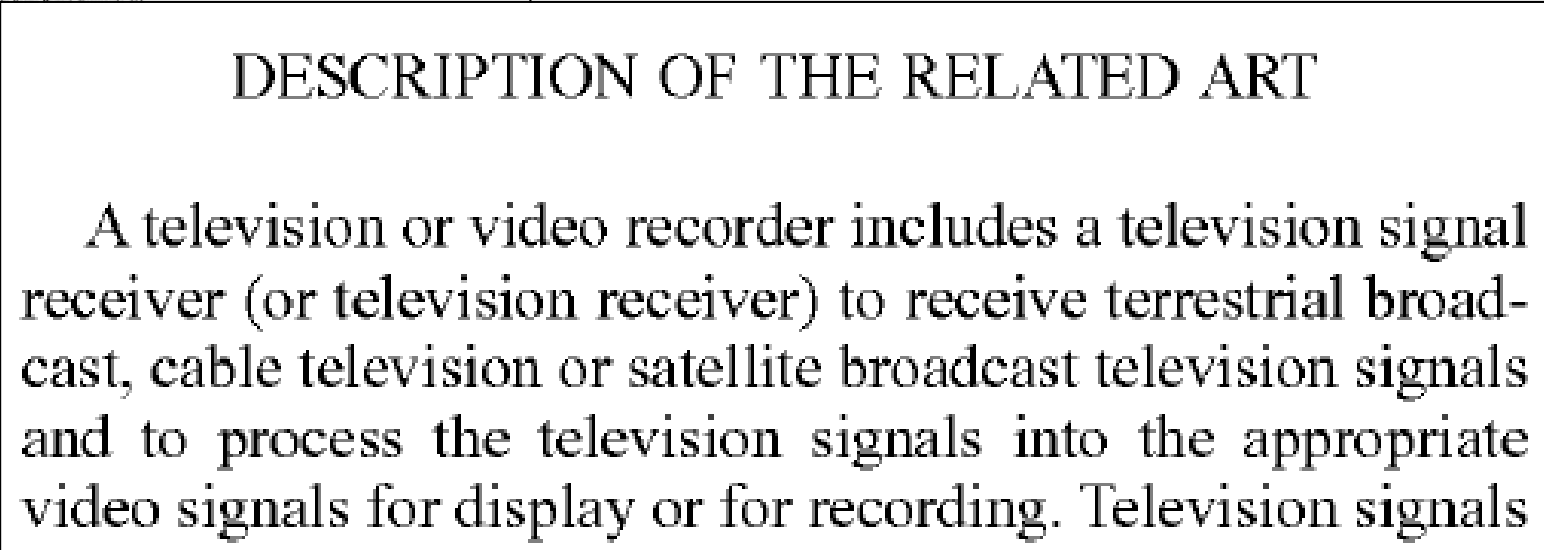 DESCRIPTION OF THE RELATED ART
A television or video recorder includes a television signal
receiver (or television receiver) to receive terrestrial broad-
cast, cable television or satellite broadcast television signals
and to process the television signals into the appropriate
video signals for display or for recording. Television signals